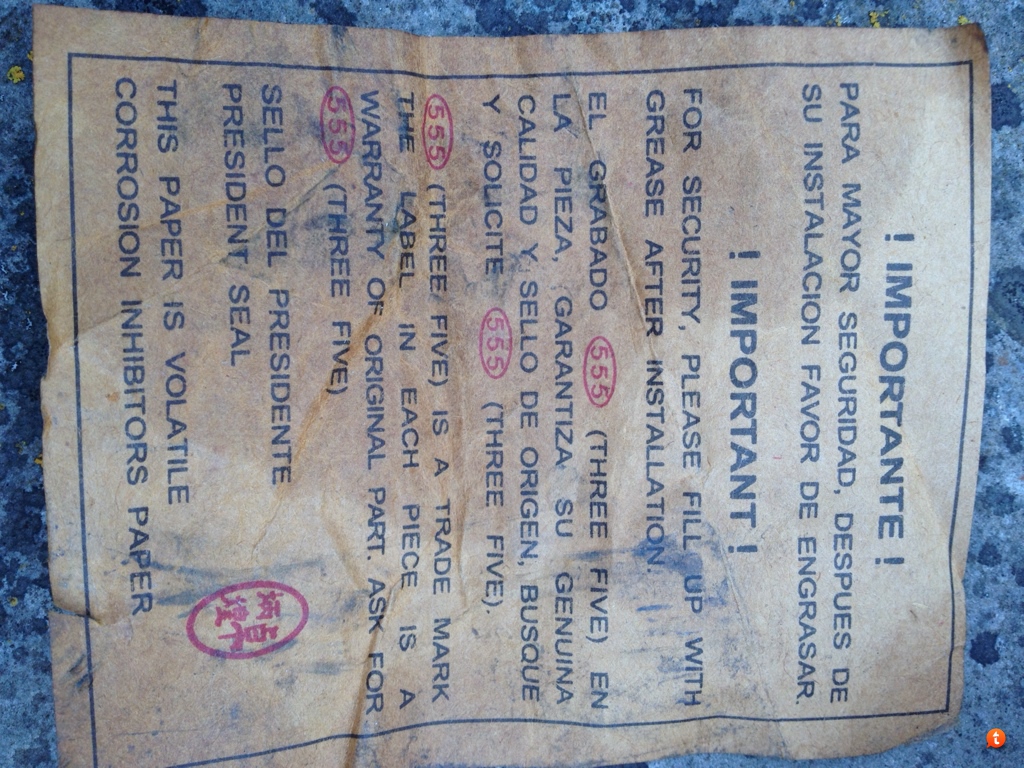 ! IMPORTANTE !
PARA MAYOR SEGURIDAD, DESPUES DE
SU INSTALACION FAVOR DE ENGRASAR.
! IMPORTANT !
FOR SECURITY, PLEASE FILL UP WITH
GREASE AFTER INSTALLATION.
EL GRABADO 555 (THREE FIVE) EN
LA PIEZA, GARANTIZA SU GENUINA
CALIDAD Y SELLO DE ORIGEN, BUSQUE
Y SOLICITE 555 (THREE FIVE).
555 (THREE FIVE) IS A TRADE MARK
THE LABEL IN EACH PIECE IS A
WARRANTY OF ORIGINAL PART. ASK FOR
555 (THREE FIVE)
SELLO DEL PRESIDENTE
PRESIDENT SEAL
THIS PAPER IS VOLATILE
CORROSION INHIBITORS PAPER